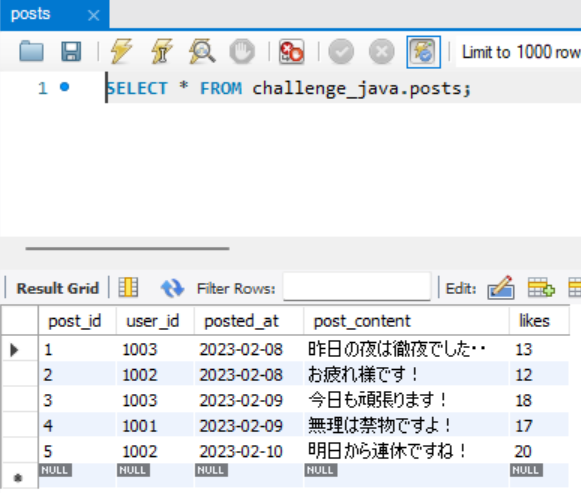 posts
Limit to 1000 row
1 SELECT * FROM challenge_java.posts;
Result Grid Filter Rows: Edit:
post_id user_id posted_at post_content likes
1 1003 2023-02-08 昨日の夜は徹夜でした・・ 13
2 1002 2023-02-08 お疲れ様です！ 12
3 1003 2023-02-09 今日も頑張ります！ 18
4 1001 2023-02-09 無理は禁物ですよ！ 17
5 1002 2023-02-10 明日から連休ですね！ 20
NULL NULL NULL NULL NULL